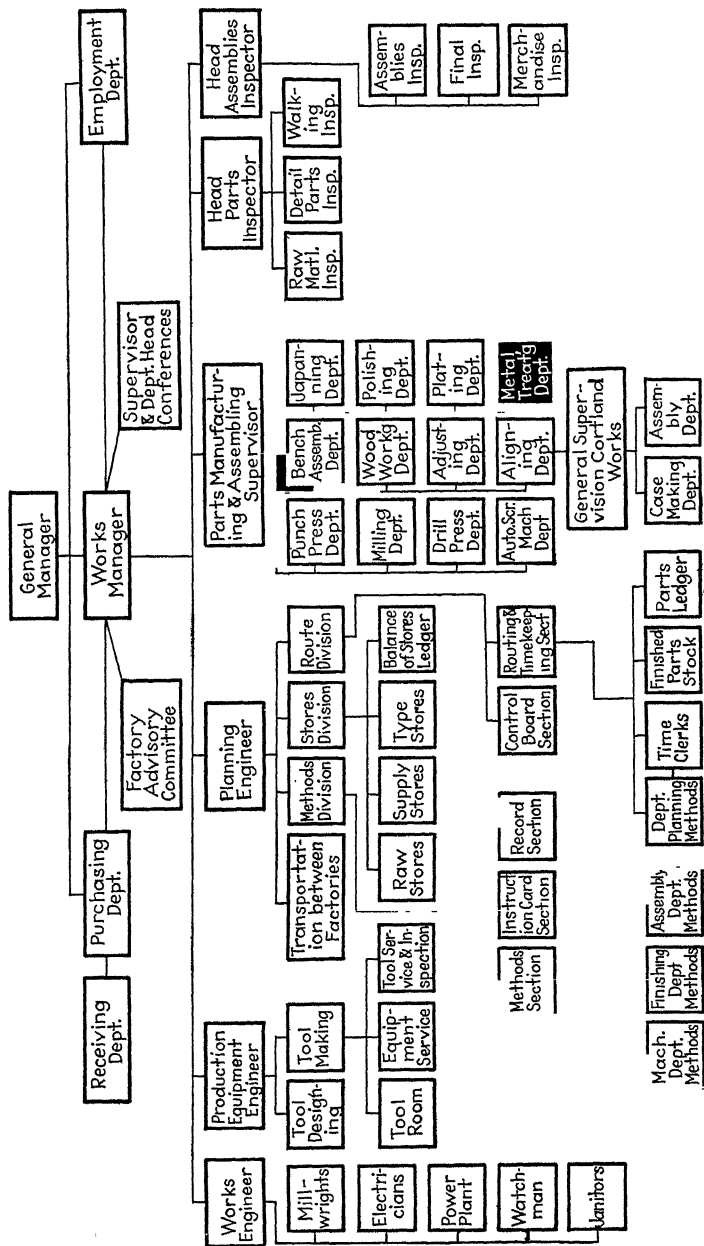 General
Manager
Receiving
Dept.
Purchasing
Dept.
Factory
Advisory
Committee
Works
Manager
Supervisor
& Dept. Head
Conferences
Employment
Dept.
Works
Engineer
Production
Equipment
Engineer
Planning
Engineer
Parts Manufactur-
ing & Assembling
Supervisor
Head
Parts
Inspector
Head
Assemblies
Inspector
Mill-
wrights
Electri-
cians
Power
Plant
Watch-
man
Janitors
Tool
Design-
ing
Tool
Making
Tool
Room
Equip-
ment
Service
Tool Ser-
vice & In-
spection
Transportat-
ion between
Factories
Methods
Division
Stores
Division
Route
Division
Raw
Stores
Supply
Stores
Type
Stores
Balance
of Stores
Ledger
Methods
Section
Instruct
ion Card
Section
Record
Section
Control
Board
Section
Routing &
Timekeep-
ing Sect
Mach.
Dept.
Methods
Finishing
Dept
Methods
Assembly
Dept.
Methods
Dept.
Planning
Methods
Time
Clerks
Finished
Parts
Stock
Parts
Ledger
Punch
Press
Dept.
Bench
Assemb.
Dept.
Japan-
ning
Dept.
Milling
Dept.
Wood
Workg
Dept.
Polish-
ing
Dept.
Drill
Press
Dept.
Adjust-
ing
Dept.
Plat-
ing
Dept.
Auto.Scr.
Mach
Dept
Align-
ing
Dept.
Metal
Treat'g
Dept.
General Super-
vision Cortland
Works
Case
Making
Dept.
Assem-
bly
Dept.
Raw
Matl.
Insp.
Detail
Parts
Insp.
Walk-
ing
Insp.
Assem-
blies
Insp.
Final
Insp.
Merch-
andise
Insp.